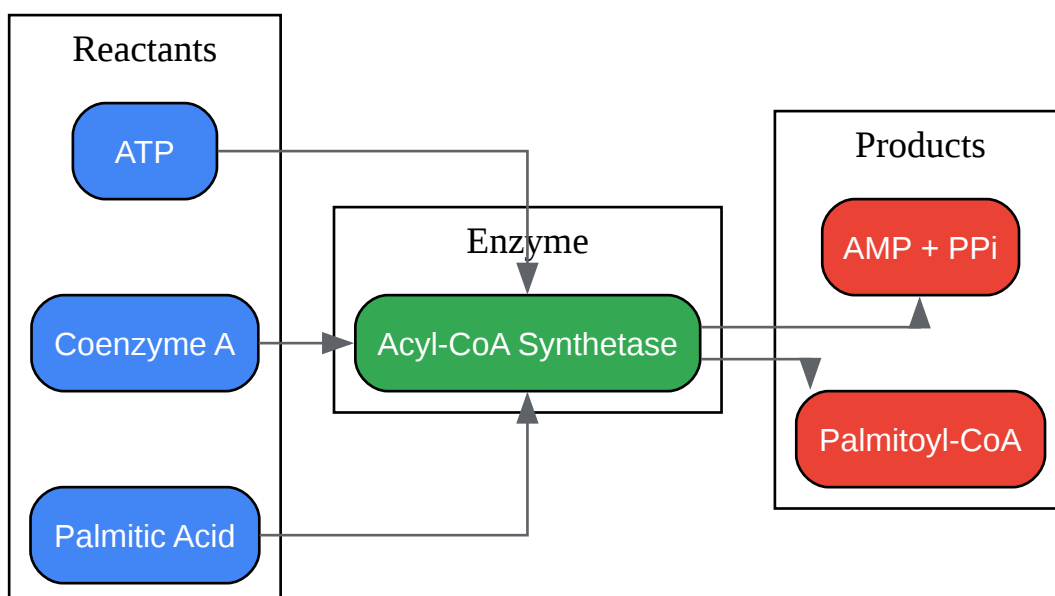 Reactants
ATP
Coenzyme A
Palmitic Acid
Enzyme
Acyl-CoA Synthetase
Products
AMP + PPi
Palmitoyl-CoA